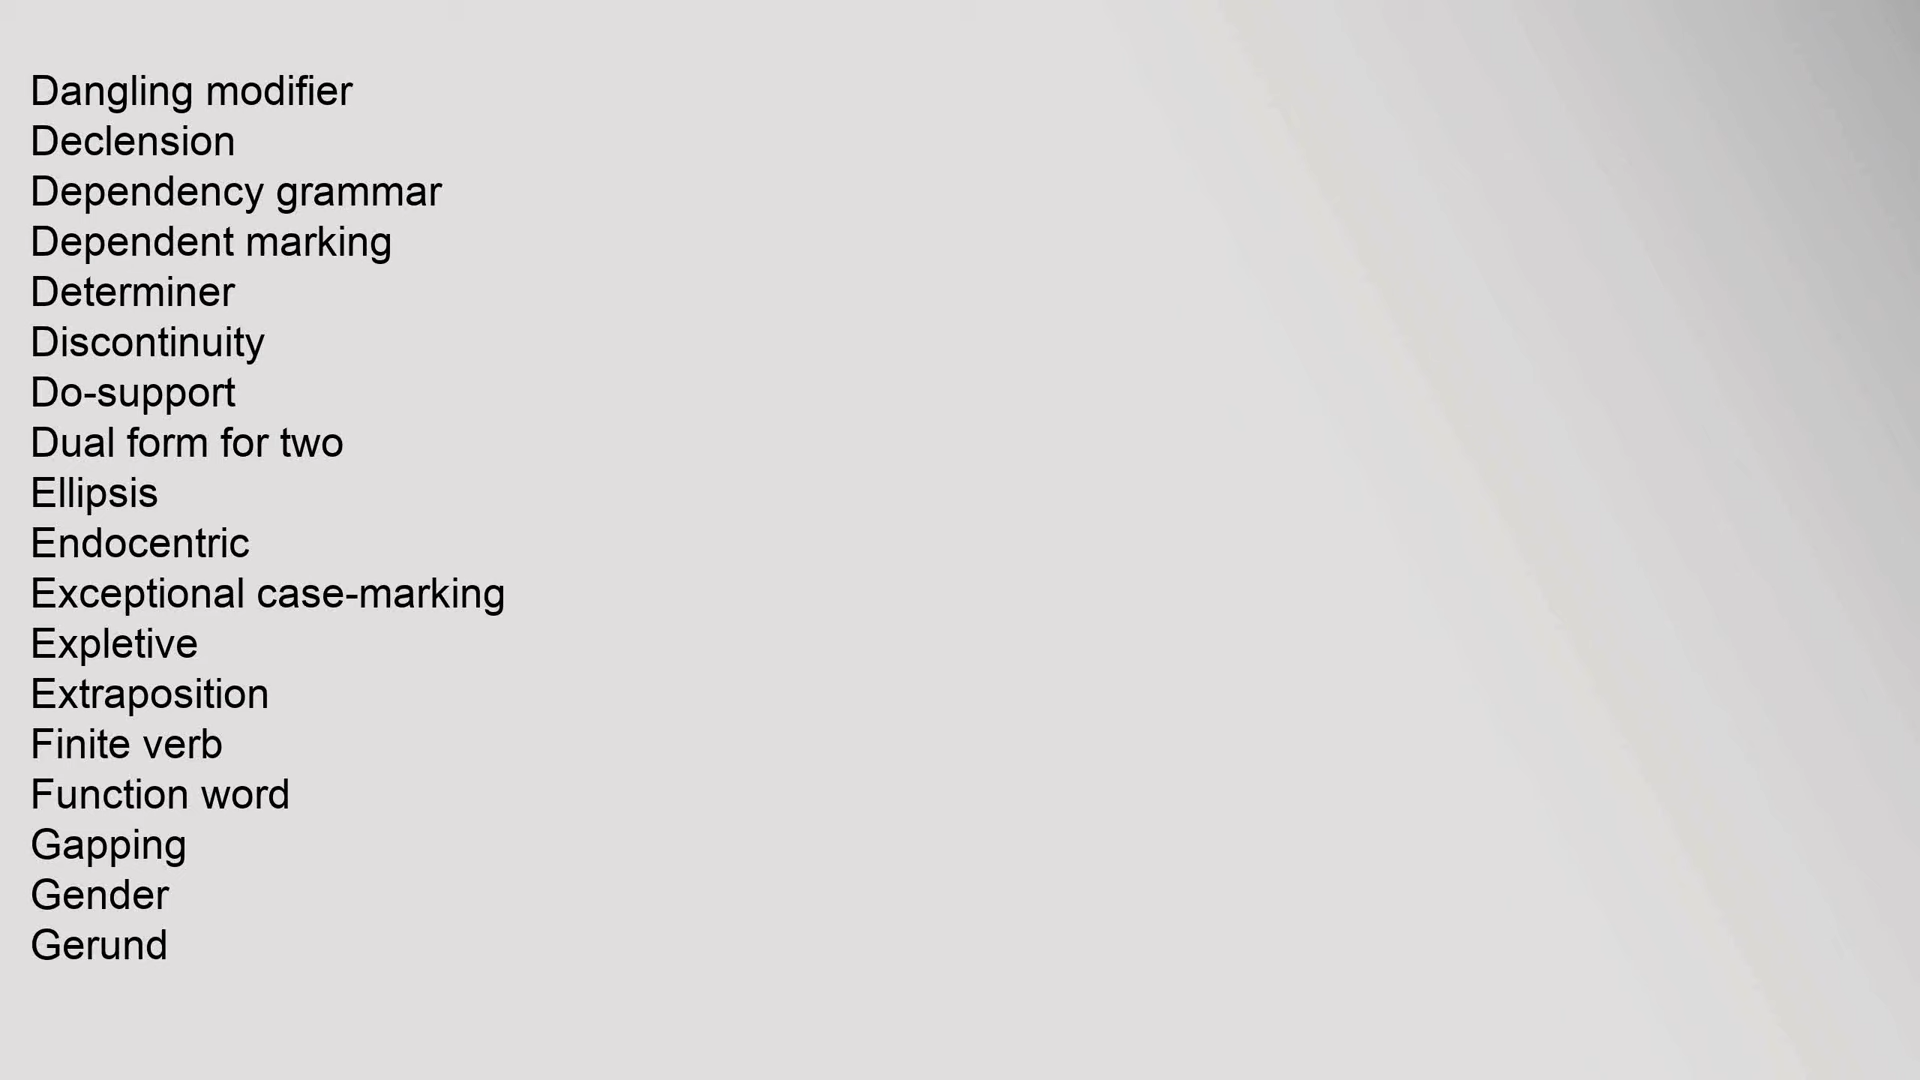 Dangling modifier
Declension
Dependency grammar
Dependent marking
Determiner
Discontinuity
Do-support
Dual form for two
Ellipsis
Endocentric
Exceptional case-marking
Expletive
Extraposition
Finite verb
Function word
Gapping
Gender
Gerund